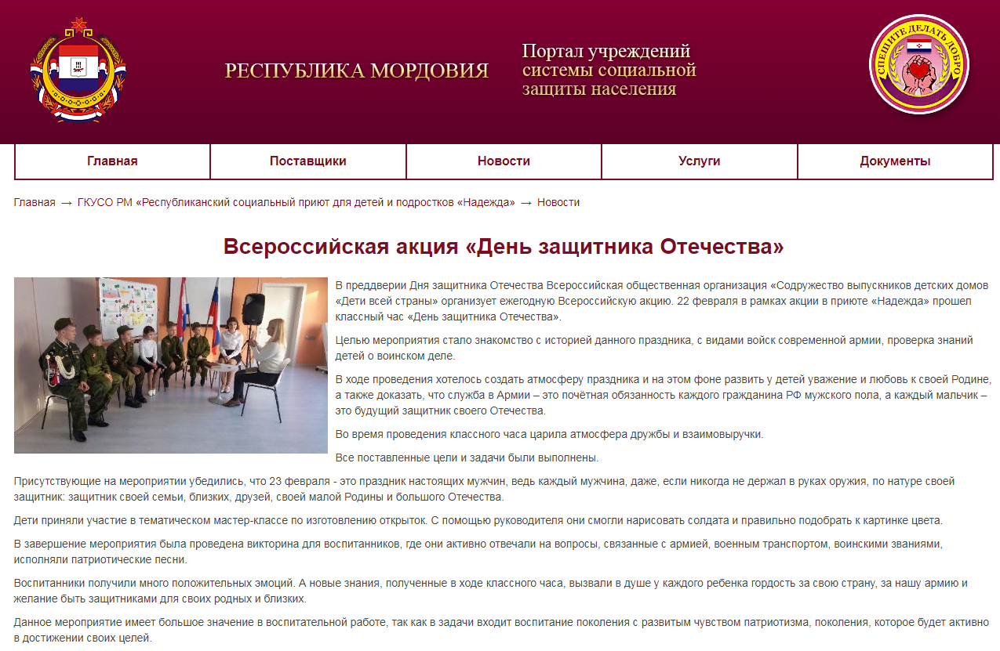 РЕСПУБЛИКА МОРДОВИЯ
Портал учреждений
системы социальной
защиты населения
СПЕШИТЕ ДЕЛАТЬ ДОБРО
Главная
Поставщики
Новости
Услуги
Документы
Главная → ГКУСО РМ «Республиканский социальный приют для детей и подростков «Надежда» → Новости
Всероссийская акция «День защитника Отечества»
В преддверии Дня защитника Отечества Всероссийская общественная организация «Содружество выпускников детских домов
«Дети всей страны» организует ежегодную Всероссийскую акцию. 22 февраля в рамках акции в приюте «Надежда» прошел
классный час «День защитника Отечества».
Целью мероприятия стало знакомство с историей данного праздника, с видами войск современной армии, проверка знаний
детей о воинском деле.
В ходе проведения хотелось создать атмосферу праздника и на этом фоне развить у детей уважение и любовь к своей Родине,
а также доказать, что служба в Армии – это почётная обязанность каждого гражданина РФ мужского пола, а каждый мальчик –
это будущий защитник своего Отечества.
Во время проведения классного часа царила атмосфера дружбы и взаимовыручки.
Все поставленные цели и задачи были выполнены.
Присутствующие на мероприятии убедились, что 23 февраля - это праздник настоящих мужчин, ведь каждый мужчина, даже, если никогда не держал в руках оружия, по натуре своей
защитник: защитник своей семьи, близких, друзей, своей малой Родины и большого Отечества.
Дети приняли участие в тематическом мастер-классе по изготовлению открыток. С помощью руководителя они смогли нарисовать солдата и правильно подобрать к картинке цвета.
В завершение мероприятия была проведена викторина для воспитанников, где они активно отвечали на вопросы, связанные с армией, военным транспортом, воинскими званиями,
исполняли патриотические песни.
Воспитанники получили много положительных эмоций. А новые знания, полученные в ходе классного часа, вызвали в душе у каждого ребенка гордость за свою страну, за нашу армию и
желание быть защитниками для своих родных и близких.
Данное мероприятие имеет большое значение в воспитательной работе, так как в задачи входит воспитание поколения с развитым чувством патриотизма, поколения, которое будет активно
в достижении своих целей.